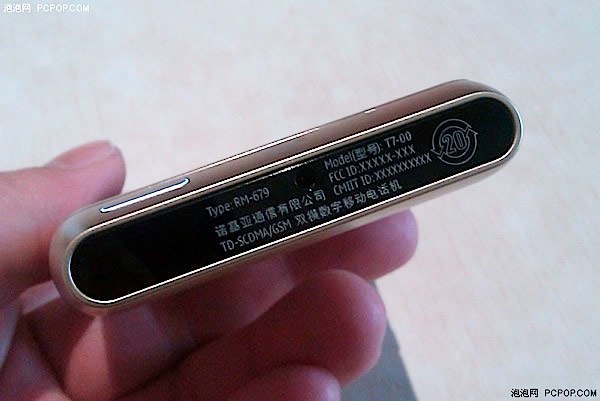 泡泡网 PCPOP.COM
Model(型号): T7-00
FCC ID:XXXXX-XXX
CMIIT ID:XXXXXXXXXX
20
Type: RM-679
诺基亚通信有限公司
TD-SCDMA/GSM 双模数字移动电话机
泡泡网 PCPOP.COM